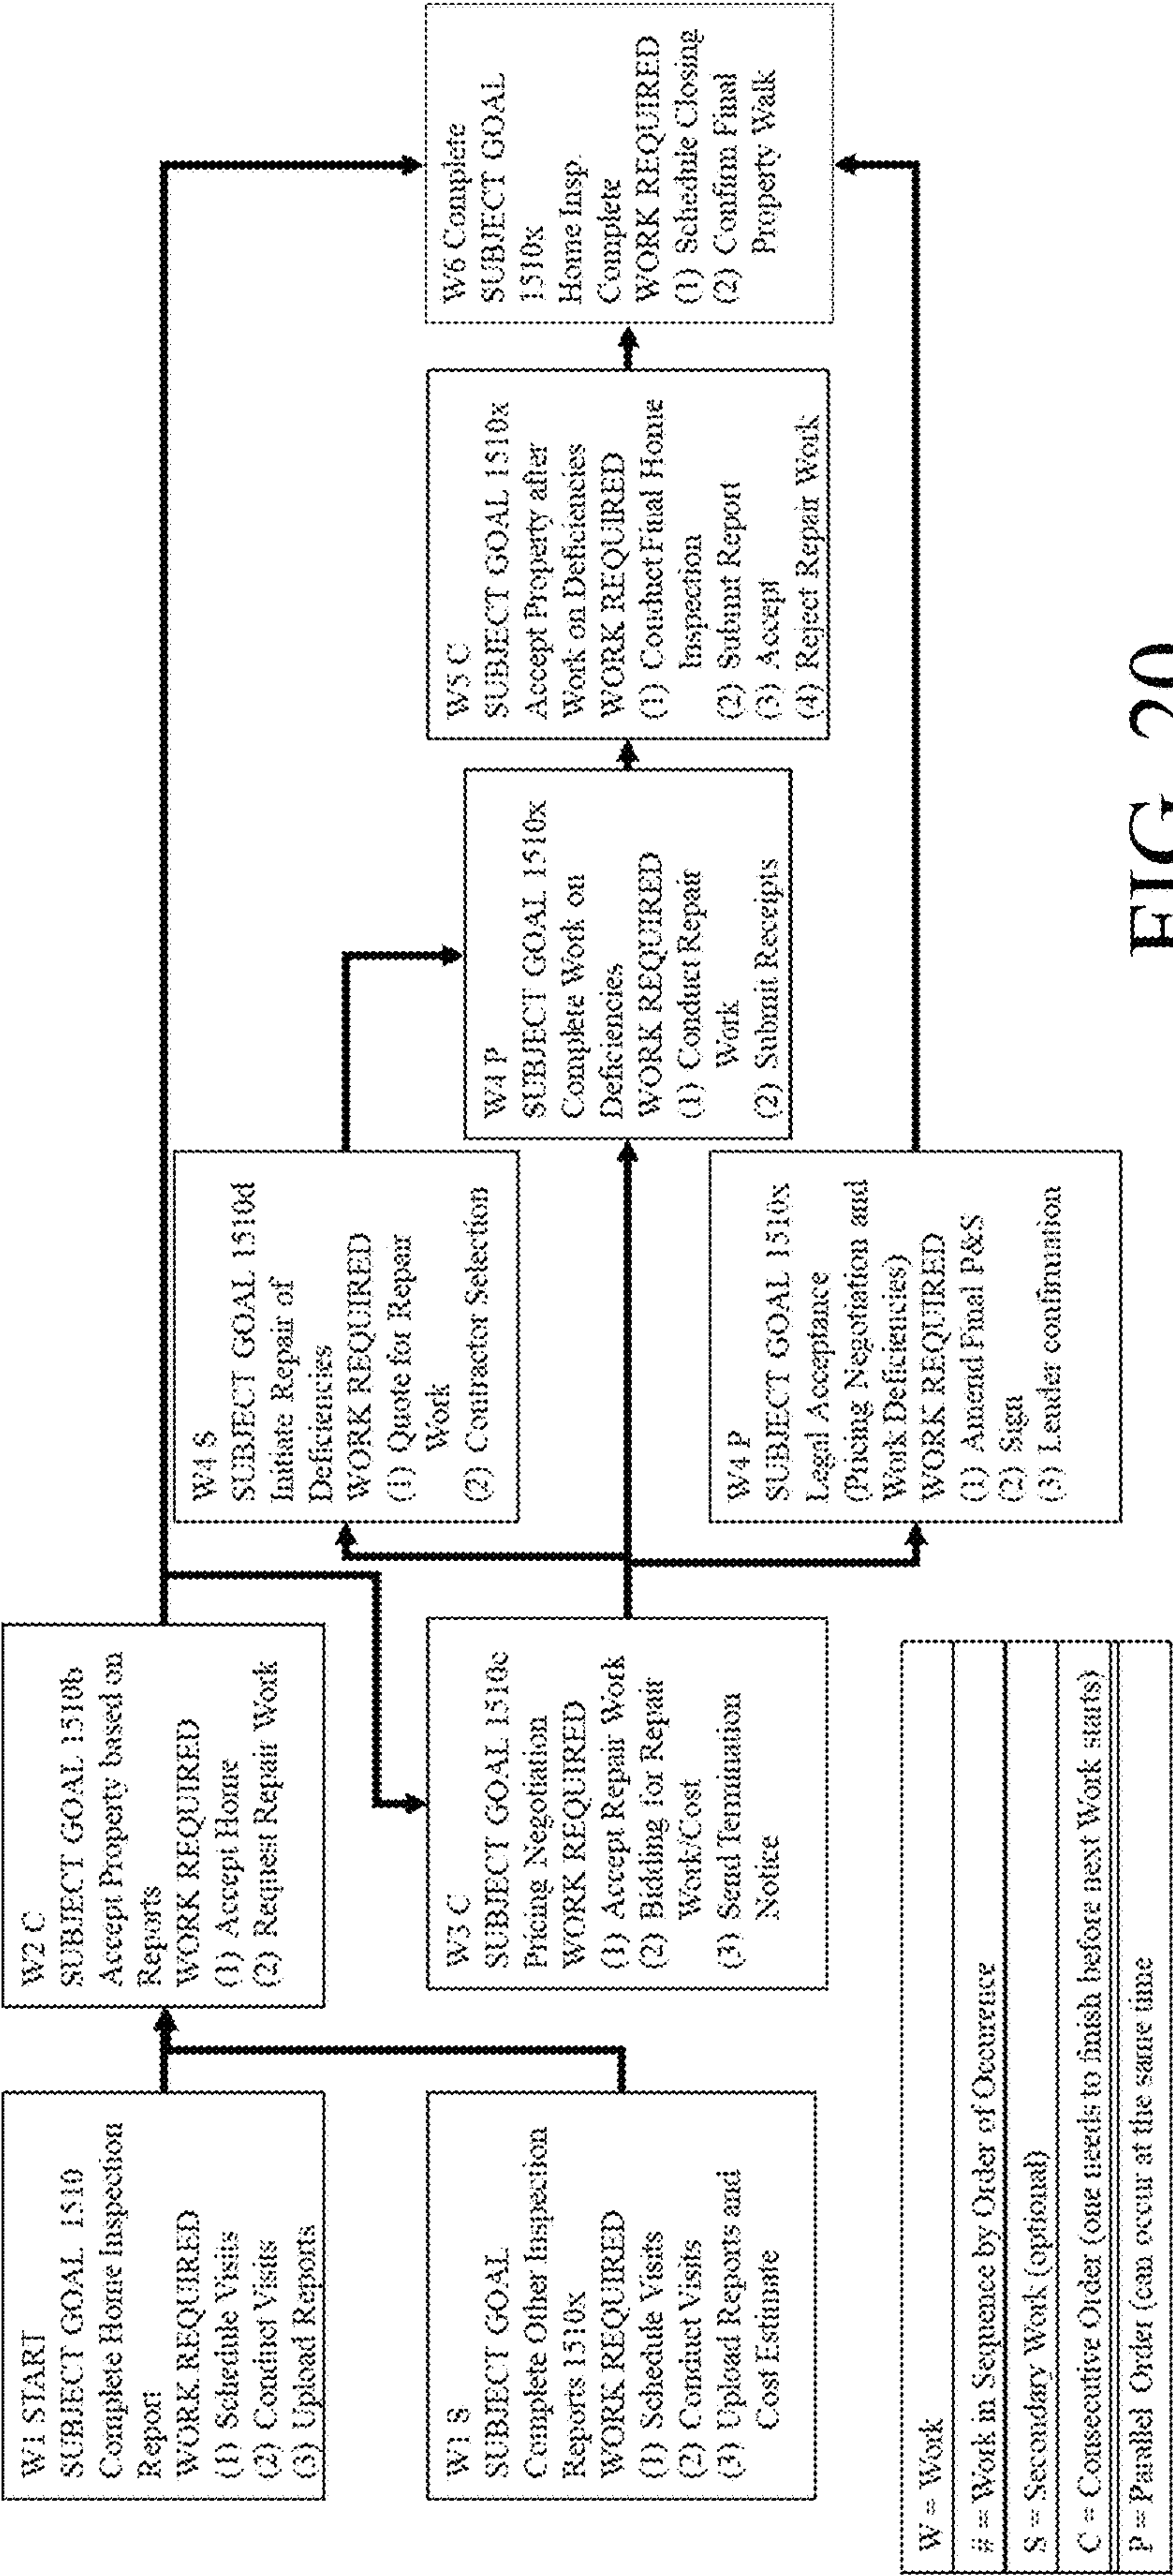 W1 START
SUBJECT GOAL 1510
Complete Home Inspection
Report
WORK REQUIRED
(1) Schedule Visits
(2) Conduct Visits
(3) Upload Reports
W1 S
SUBJECT GOAL
Complete Other Inspection
Reports 1510x
WORK REQUIRED
(1) Schedule Visits
(2) Conduct Visits
(3) Upload Reports and
Cost Estimate
W2 C
SUBJECT GOAL 1510b
Accept Property based on
Reports
WORK REQUIRED
(1) Accept Home
(2) Request Repair Work
W3 C
SUBJECT GOAL 1510c
Pricing Negotiation
WORK REQUIRED
(1) Accept Repair Work
(2) Bidding for Repair
Work/Cost
(3) Send Termination
Notice
W4 S
SUBJECT GOAL 1510d
Initiate Repair of
Deficiencies
WORK REQUIRED
(1) Quote for Repair
Work
(2) Contractor Selection
W4 P
SUBJECT GOAL 1510x
Complete Work on
Deficiencies
WORK REQUIRED
(1) Conduct Repair
Work
(2) Submit Receipts
W4 P
SUBJECT GOAL 1510x
Legal Acceptance
(Pricing Negotiation and
Work Deficiencies)
WORK REQUIRED
(1) Amend Final P&S
(2) Sign
(3) Lender confirmation
W5 C
SUBJECT GOAL 1510x
Accept Property after
Work on Deficiencies
WORK REQUIRED
(1) Conduct Final Home
Inspection
(2) Submit Report
(3) Accept
(4) Reject Repair Work
W6 Complete
SUBJECT GOAL
1510x
Home Insp.
Complete
WORK REQUIRED
(1) Schedule Closing
(2) Confirm Final
Property Walk
W = Work
# = Work in Sequence by Order of Occurence
S = Secondary Work (optional)
C = Consecutive Order (one needs to finish before next Work starts)
P = Parallel Order (can occur at the same time
FIG. 20